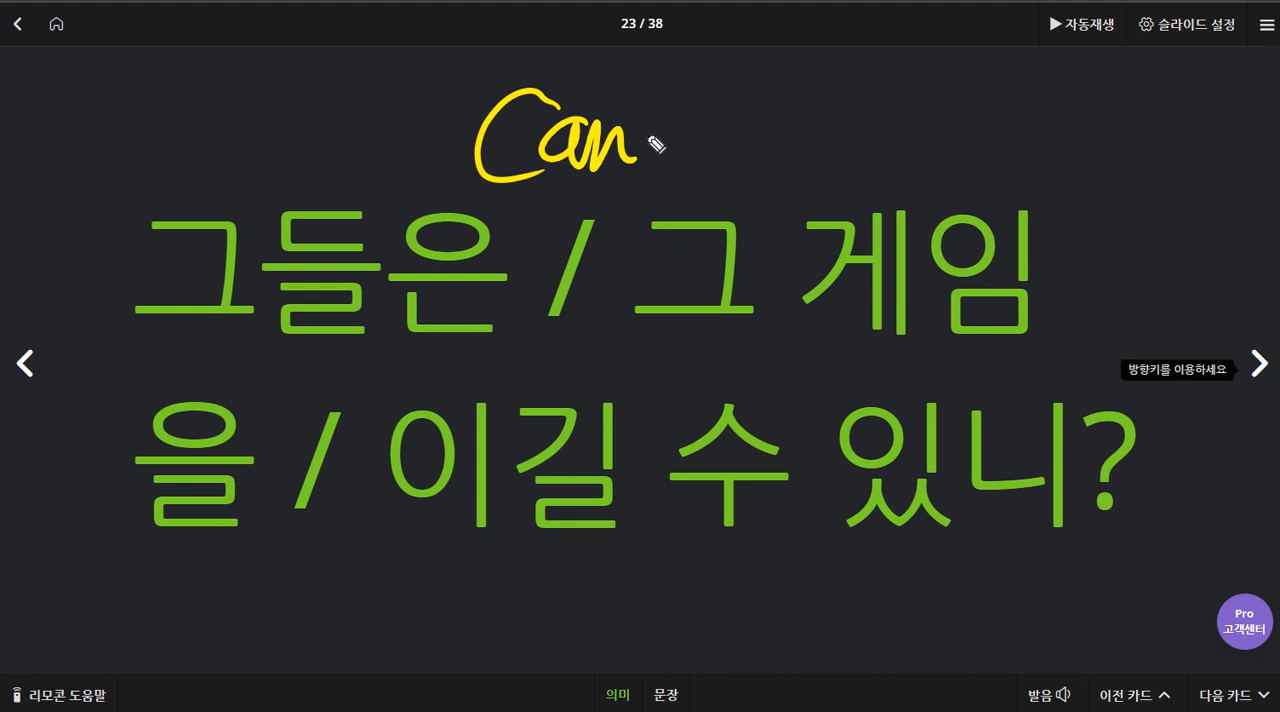 23 / 38
▶ 자동재생
슬라이드 설정
Can
그들은 / 그 게임
을 / 이길 수 있니?
방향키를 이용하세요
Pro
고객센터
리모콘 도움말
의미
문장
발음
이전 카드
다음 카드